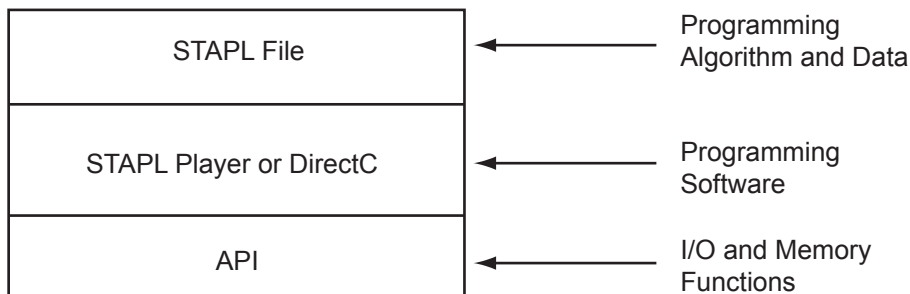 STAPL File
Programming
Algorithm and Data
STAPL Player or DirectC
Programming
Software
API
I/O and Memory
Functions